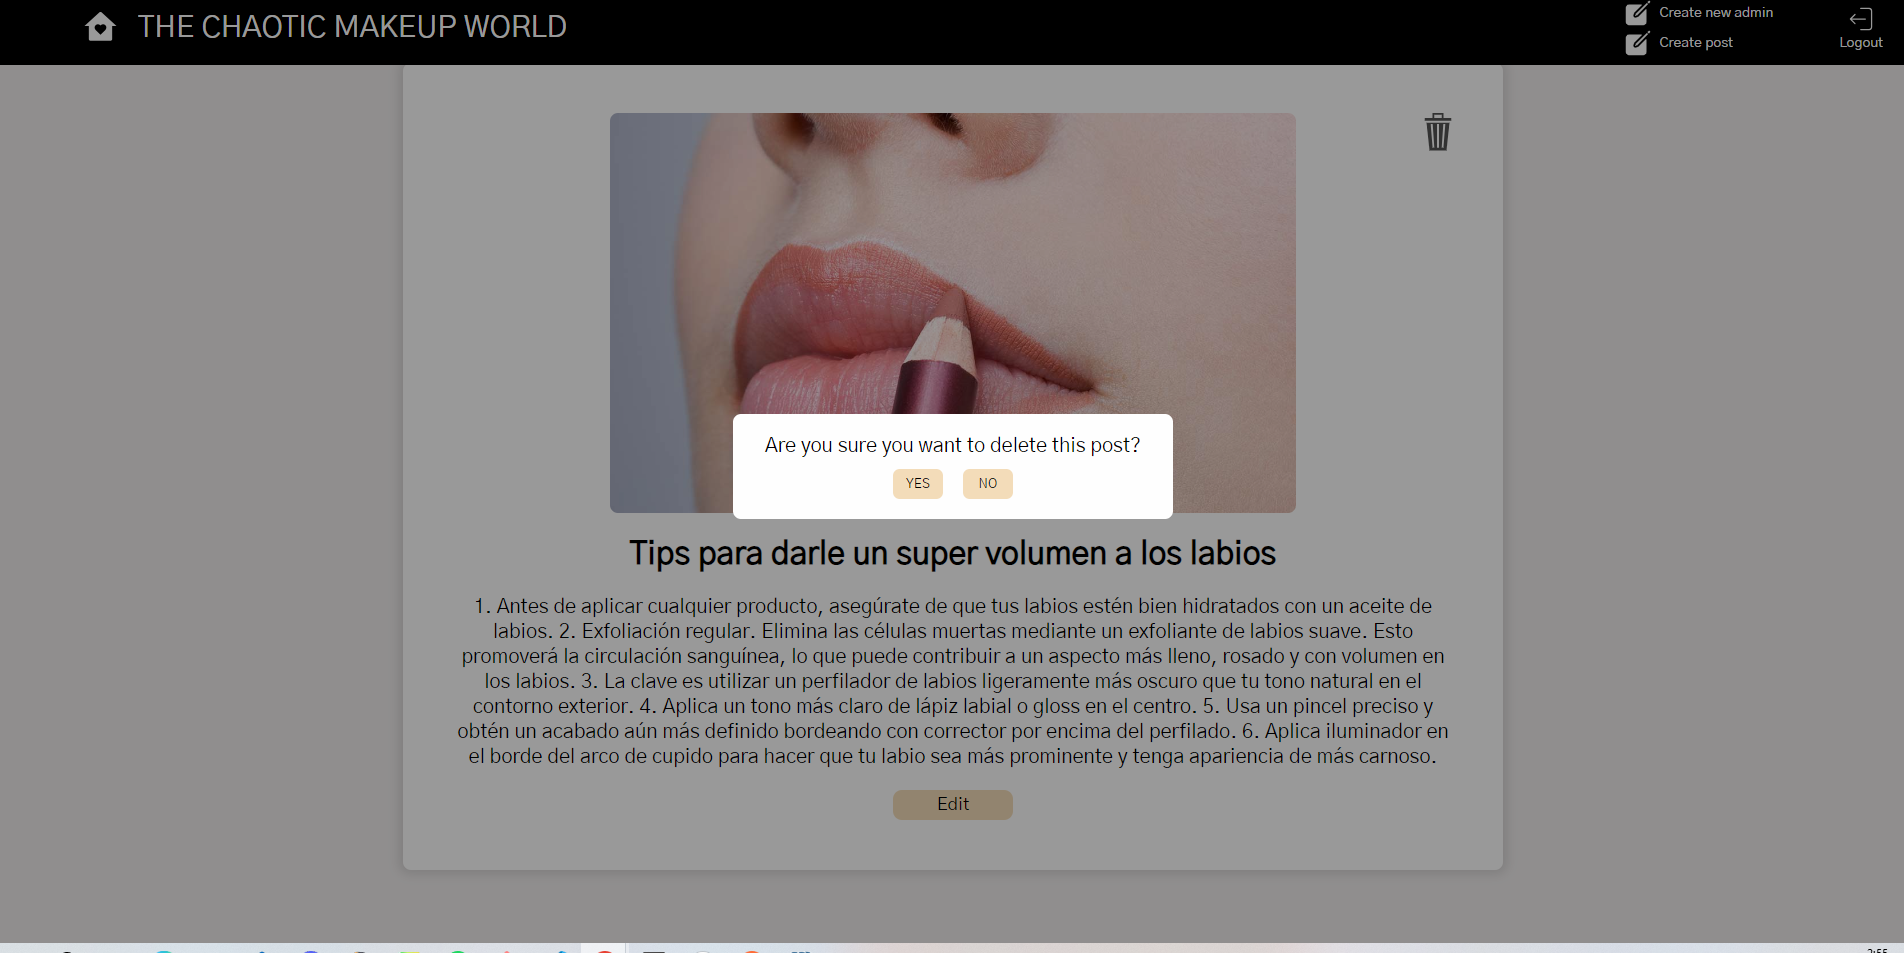 THE CHAOTIC MAKEUP WORLD
Create new admin
Create post
Logout
Are you sure you want to delete this post?
YES
NO
Tips para darle un super volumen a los labios
1. Antes de aplicar cualquier producto, asegúrate de que tus labios estén bien hidratados con un aceite de
labios. 2. Exfoliación regular. Elimina las células muertas mediante un exfoliante de labios suave. Esto
promoverá la circulación sanguínea, lo que puede contribuir a un aspecto más lleno, rosado y con volumen en
los labios. 3. La clave es utilizar un perfilador de labios ligeramente más oscuro que tu tono natural en el
contorno exterior. 4. Aplica un tono más claro de lápiz labial o gloss en el centro. 5. Usa un pincel preciso y
obtén un acabado aún más definido bordeando con corrector por encima del perfilado. 6. Aplica iluminador en
el borde del arco de cupido para hacer que tu labio sea más prominente y tenga apariencia de más carnoso.
Edit